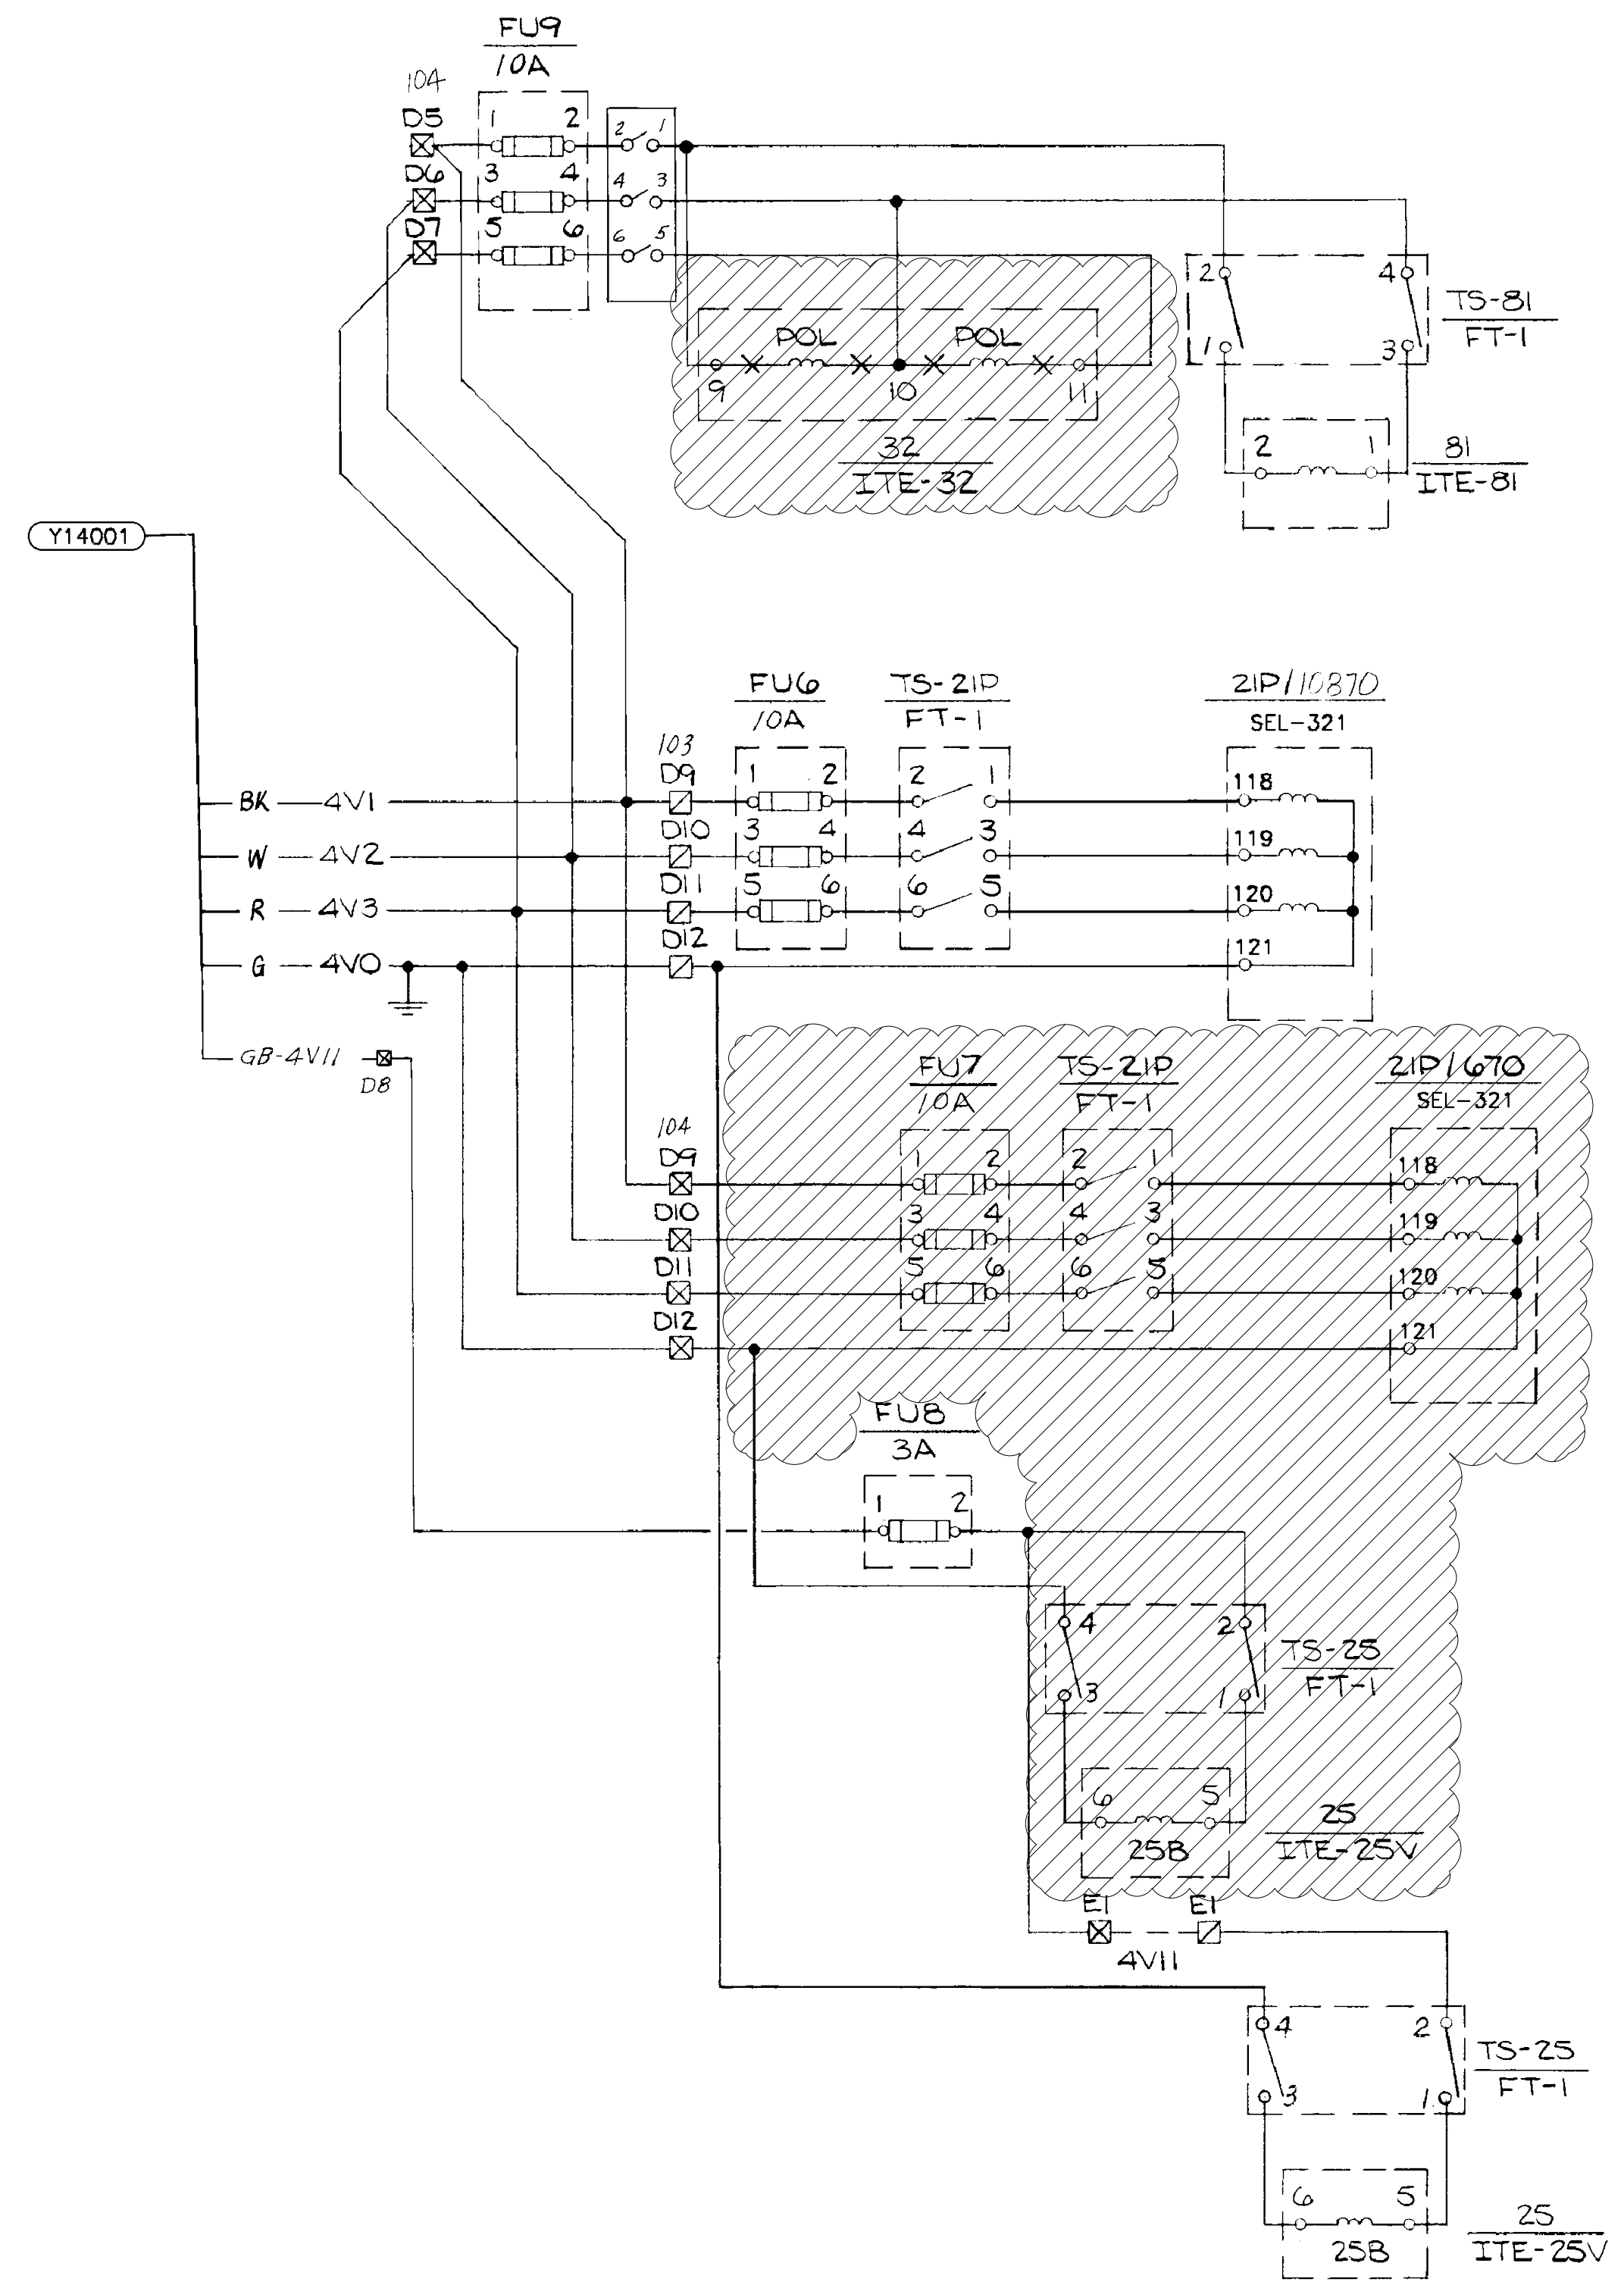 FU9
10A
104
D5
1 2
2 1
D6
3 4
4 3
D7
5 6
6 5
2 4
TS-81
FT-1
1 3
POL POL
9 10 11
32
ITE-32
2 1
81
ITE-81
Y14001
FU6
10A
TS-21P
FT-1
21P/10870
SEL-321
103
D9
1 2
2 1
118
BK 4V1
D10
3 4
4 3
119
W 4V2
D11
5 6
6 5
120
R 4V3
D12
121
G 4V0
GB-4V11
D8
FU7
10A
TS-21P
FT-1
21P/670
SEL-321
104
D9
1 2
2 1
118
D10
3 4
4 3
119
D11
5 6
6 5
120
D12
121
FU8
3A
1 2
4 2
TS-25
FT-1
3 1
6 5
25B
25
ITE-25V
E1 E1
4V11
4 2
TS-25
FT-1
3 1
6 5
25B
25
ITE-25V